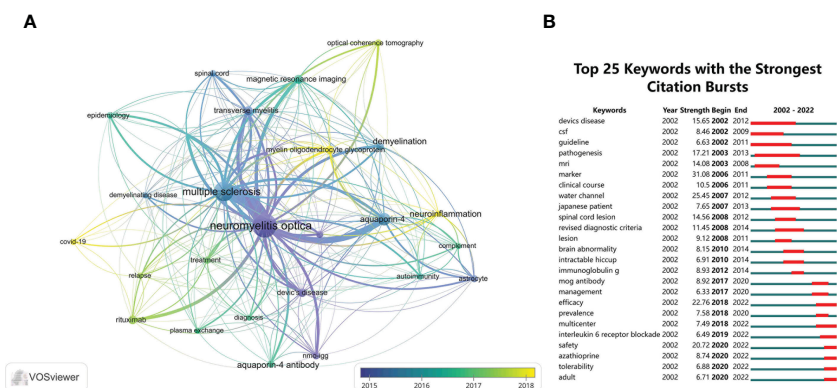 A
B
optical coherence tomography
spinal cord
magnetic resonance imaging
epidemiology
transverse myelitis
demyelination
myelin oligodendrocyte glycoprotein
demyelinating disease
multiple sclerosis
aquaporin-4
neuroinflammation
neuromyelitis optica
covid-19
complement
treatment
relapse
autoimmunity
astrocyte
devic's disease
rituximab
diagnosis
plasma exchange
nmo-igg
aquaporin-4 antibody
VOSviewer
2015 2016 2017 2018
Top 25 Keywords with the Strongest
Citation Bursts
Keywords Year Strength Begin End 2002 - 2022
devics disease 2002 15.65 2002 2012
csf 2002 8.46 2002 2009
guideline 2002 6.63 2002 2011
pathogenesis 2002 17.21 2003 2013
mri 2002 14.08 2003 2008
marker 2002 31.08 2006 2011
clinical course 2002 10.5 2006 2011
water channel 2002 25.45 2007 2012
japanese patient 2002 7.65 2007 2013
spinal cord lesion 2002 14.56 2008 2012
revised diagnostic criteria 2002 11.45 2008 2014
lesion 2002 9.12 2008 2011
brain abnormality 2002 8.15 2010 2014
intractable hiccup 2002 6.91 2010 2014
immunoglobulin g 2002 8.93 2012 2014
mog antibody 2002 8.92 2017 2020
management 2002 6.33 2017 2020
efficacy 2002 22.76 2018 2022
prevalence 2002 7.58 2018 2020
multicenter 2002 7.49 2018 2022
interleukin 6 receptor blockade 2002 6.49 2019 2022
safety 2002 20.72 2020 2022
azathioprine 2002 8.74 2020 2022
tolerability 2002 6.88 2020 2022
adult 2002 6.71 2020 2022